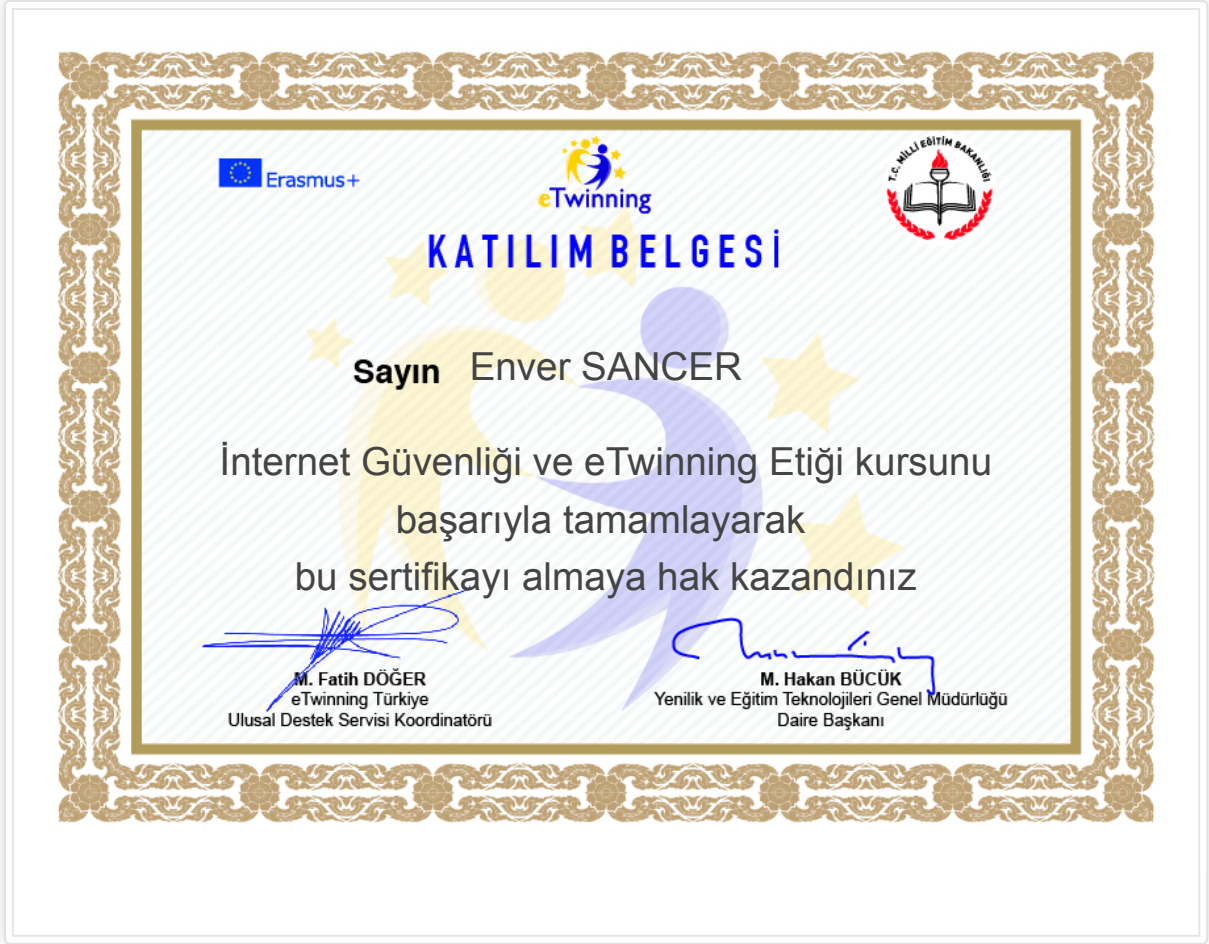 Erasmus+
eTwinning
T.C. MİLLİ EĞİTİM BAKANLIĞI
KATILIM BELGESİ
Sayın Enver SANCER
İnternet Güvenliği ve eTwinning Etiği kursunu
başarıyla tamamlayarak
bu sertifikayı almaya hak kazandınız
M. Fatih DÖĞER
eTwinning Türkiye
Ulusal Destek Servisi Koordinatörü
M. Hakan BÜCÜK
Yenilik ve Eğitim Teknolojileri Genel Müdürlüğü
Daire Başkanı